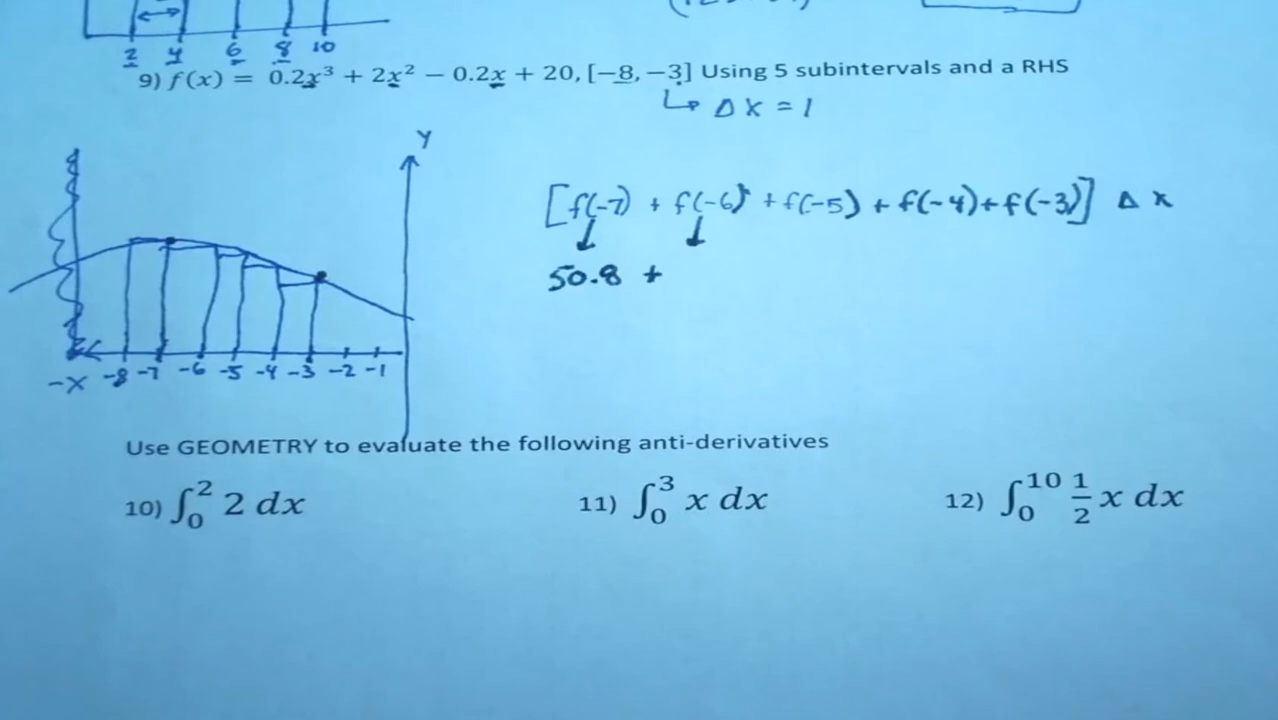 2 4 6 8 10
9) f(x) = 0.2x³ + 2x² − 0.2x + 20, [−8, −3] Using 5 subintervals and a RHS
↳ Δx = 1
y
[f(-7) + f(-6) + f(-5) + f(-4) + f(-3)] Δx
50.8 +
-x -8 -7 -6 -5 -4 -3 -2 -1
Use GEOMETRY to evaluate the following anti-derivatives
10) ∫₀² 2 dx 11) ∫₀³ x dx 12) ∫₀¹⁰ ½ x dx